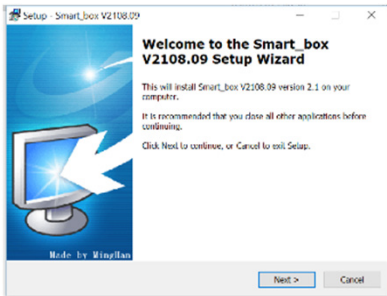 Setup - Smart_box V2108.09
Welcome to the Smart_box
V2108.09 Setup Wizard
This will install Smart_box V2108.09 version 2.1 on your
computer.
It is recommended that you close all other applications before
continuing.
Click Next to continue, or Cancel to exit Setup.
Made by MingHan
Next >
Cancel